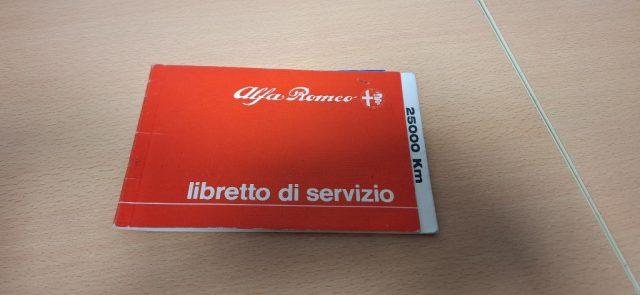 Alfa Romeo
libretto di servizio
25000 Km